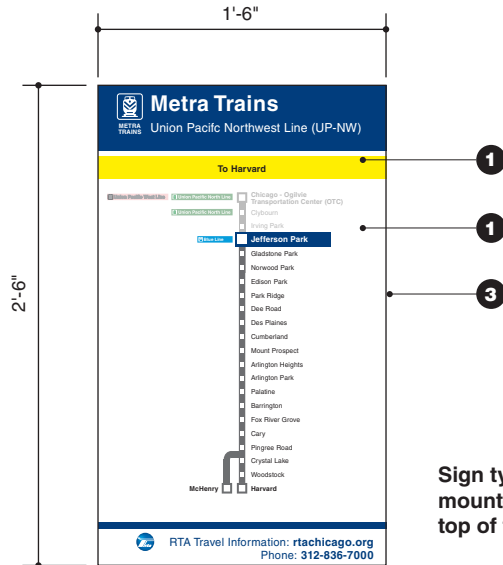 1'-6"
Metra Trains
METRA
TRAINS
Union Pacifc Northwest Line (UP-NW)
To Harvard
1
Union Pacific West Line Union Pacific North Line Chicago - Ogilvie
Transportation Center (OTC)
Union Pacific North Line Clybourn
Irving Park
1
Blue Line Jefferson Park
Gladstone Park
Norwood Park
Edison Park
2'-6"
Park Ridge
3
Dee Road
Des Plaines
Cumberland
Mount Prospect
Arlington Heights
Arlington Park
Palatine
Barrington
Fox River Grove
Cary
Pingree Road
Crystal Lake
Woodstock
McHenry Harvard
Sign ty
mount
top of
RTA Travel Information: rtachicago.org
Phone: 312-836-7000